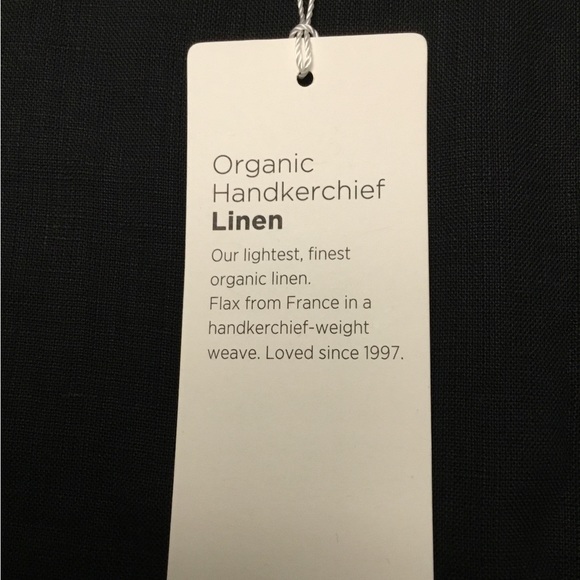 Organic
Handkerchief
Linen
Our lightest, finest
organic linen.
Flax from France in a
handkerchief-weight
weave. Loved since 1997.